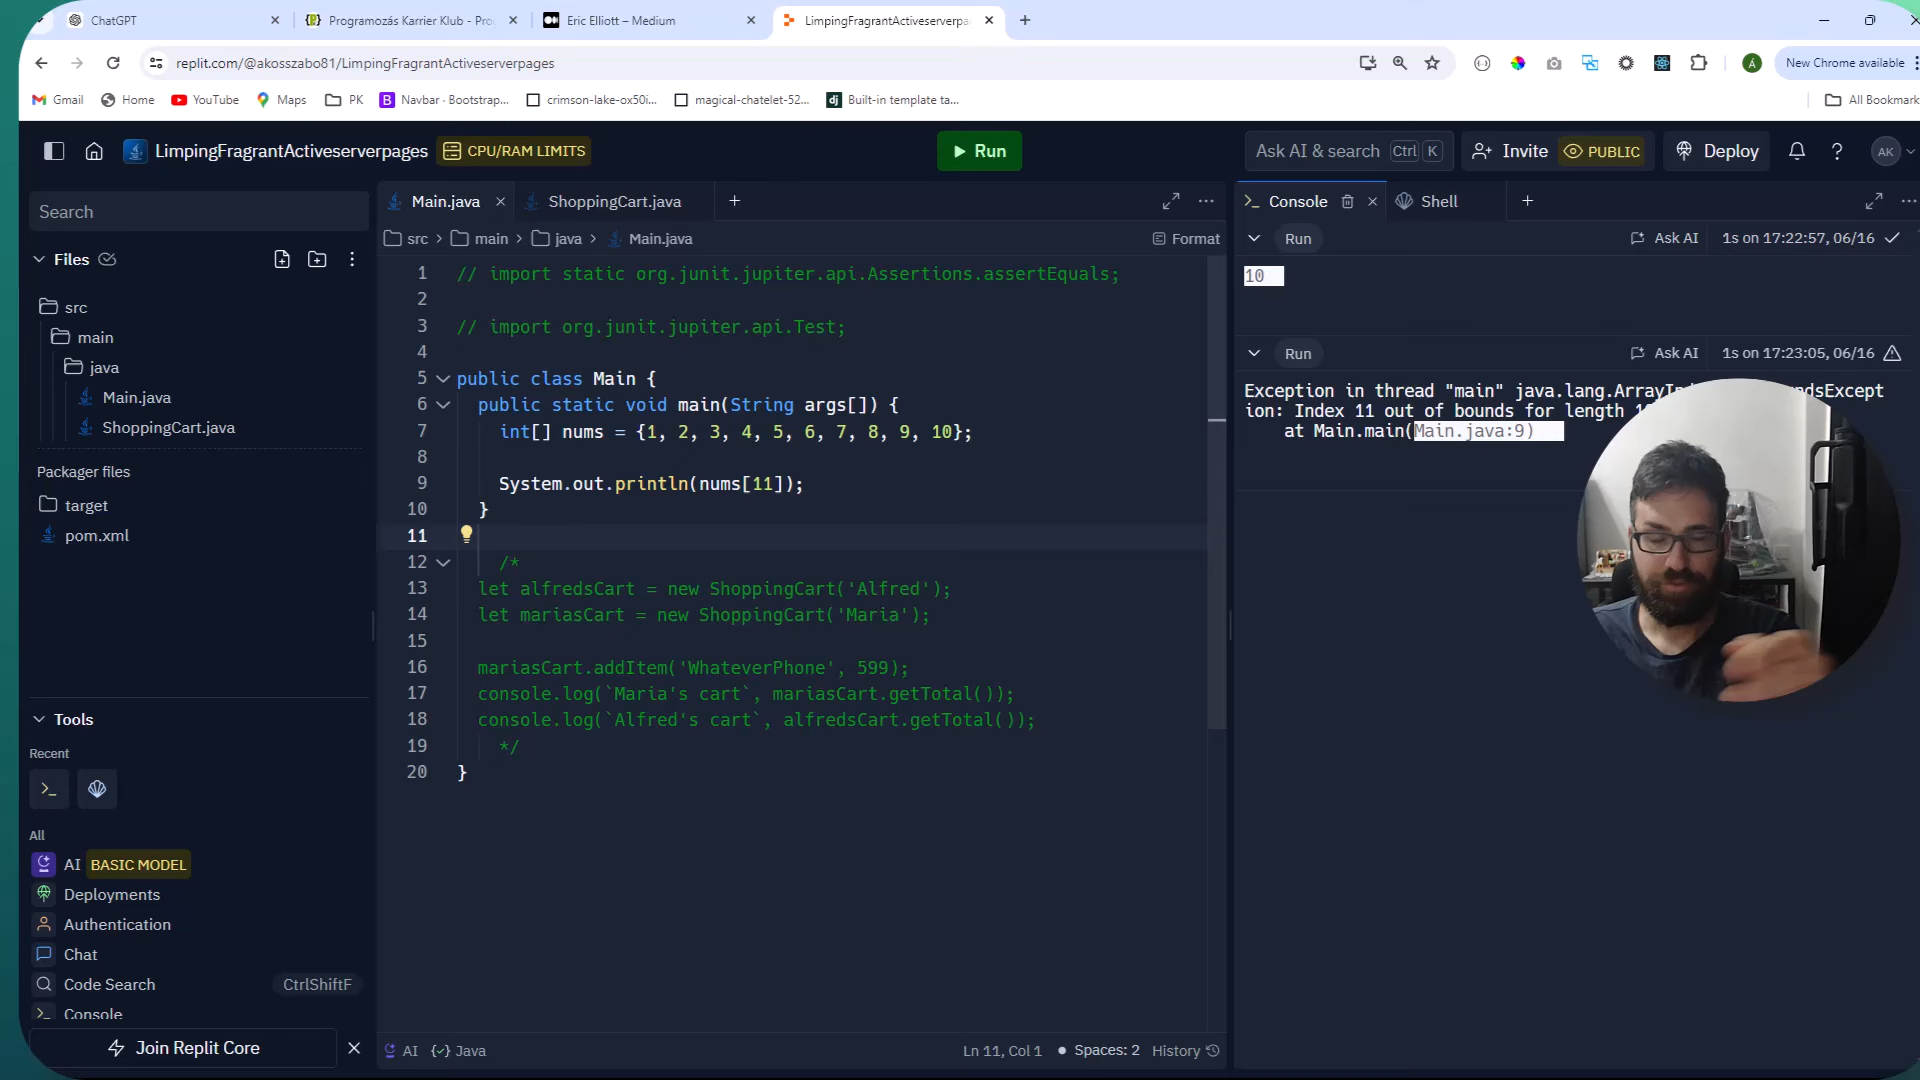 ChatGPT
Programozás Karrier Klub - Pro
Eric Elliott – Medium
LimpingFragrantActiveserverpa
replit.com/@akosszabo81/LimpingFragrantActiveserverpages
Á
New Chrome available
Gmail
Home
YouTube
Maps
PK
Navbar · Bootstrap...
crimson-lake-ox50i...
magical-chatelet-52...
dj
Built-in template ta...
All Bookmark
LimpingFragrantActiveserverpages
CPU/RAM LIMITS
Run
Ask AI & search Ctrl K
Invite
PUBLIC
Deploy
AK
Search
Files
src
main
java
Main.java
ShoppingCart.java
Packager files
target
pom.xml
Tools
Recent
All
AI BASIC MODEL
Deployments
Authentication
Chat
Code Search CtrlShiftF
Console
Join Replit Core
Main.java
ShoppingCart.java
src > main > java > Main.java
Format
1 // import static org.junit.jupiter.api.Assertions.assertEquals;
2
3 // import org.junit.jupiter.api.Test;
4
5 public class Main {
6 public static void main(String args[]) {
7 int[] nums = {1, 2, 3, 4, 5, 6, 7, 8, 9, 10};
8
9 System.out.println(nums[11]);
10 }
11
12 /*
13 let alfredsCart = new ShoppingCart('Alfred');
14 let mariasCart = new ShoppingCart('Maria');
15
16 mariasCart.addItem('WhateverPhone', 599);
17 console.log(`Maria's cart`, mariasCart.getTotal());
18 console.log(`Alfred's cart`, alfredsCart.getTotal());
19 */
20 }
AI
Java
Ln 11, Col 1
Spaces: 2
History
Console
Shell
Run
Ask AI
1s on 17:22:57, 06/16
10
Run
Ask AI
1s on 17:23:05, 06/16
Exception in thread "main" java.lang.ArrayInd ndsExcept
ion: Index 11 out of bounds for length
at Main.main(Main.java:9)